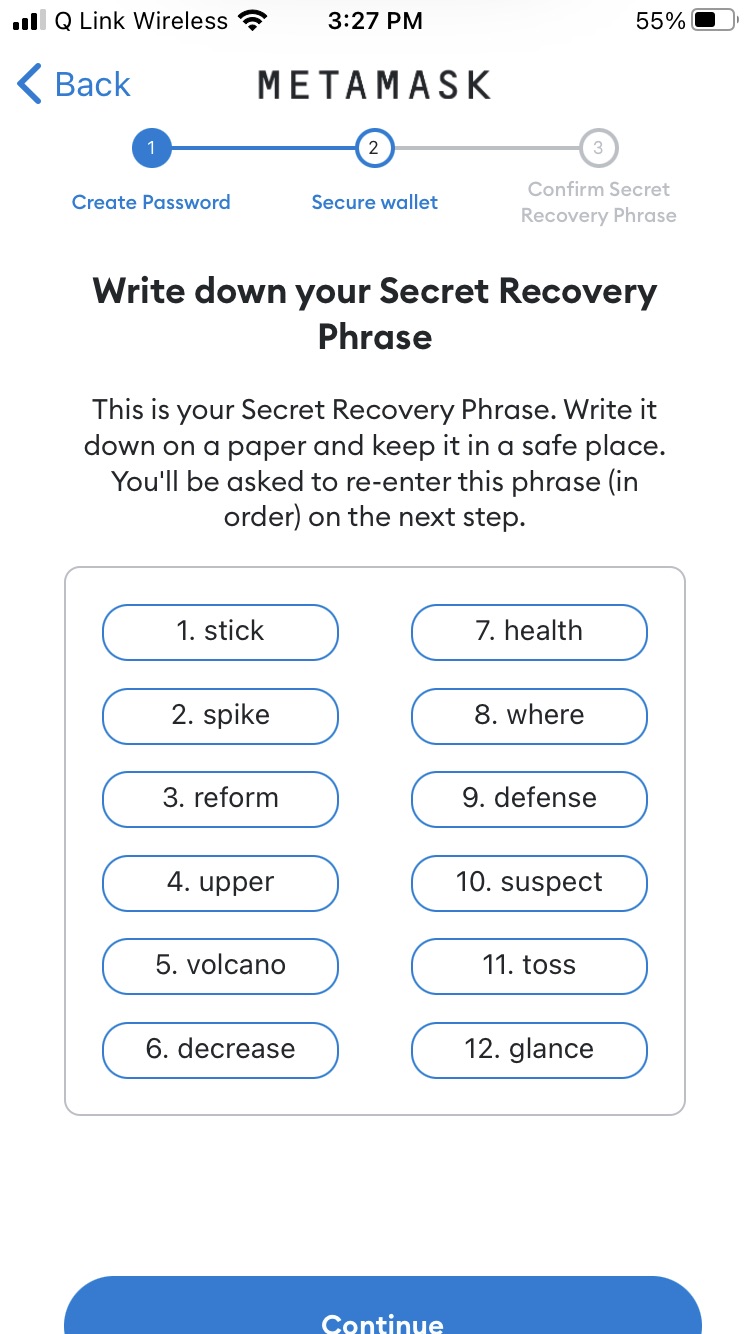 Q Link Wireless 3:27 PM 55%
Back METAMASK
1 2 3
Create Password Secure wallet Confirm Secret
Recovery Phrase
Write down your Secret Recovery
Phrase
This is your Secret Recovery Phrase. Write it
down on a paper and keep it in a safe place.
You'll be asked to re-enter this phrase (in
order) on the next step.
1. stick 7. health
2. spike 8. where
3. reform 9. defense
4. upper 10. suspect
5. volcano 11. toss
6. decrease 12. glance
Continue